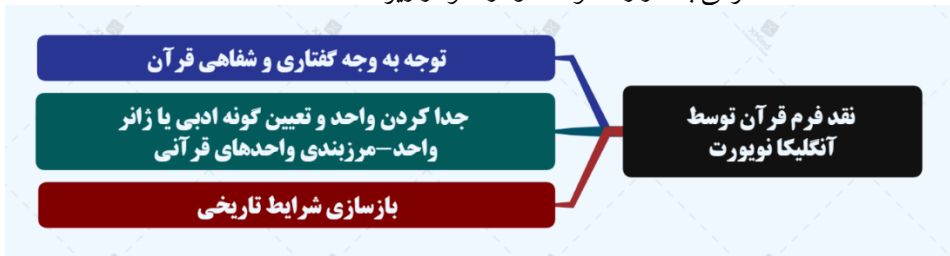 نقد فرم قرآن توسط
آنگلیکا نویورت
توجه به وجه گفتاری و شفاهی قرآن
جدا کردن واحد و تعیین گونه ادبی یا ژانر
واحد–مرزبندی واحدهای قرآنی
بازسازی شرایط تاریخی